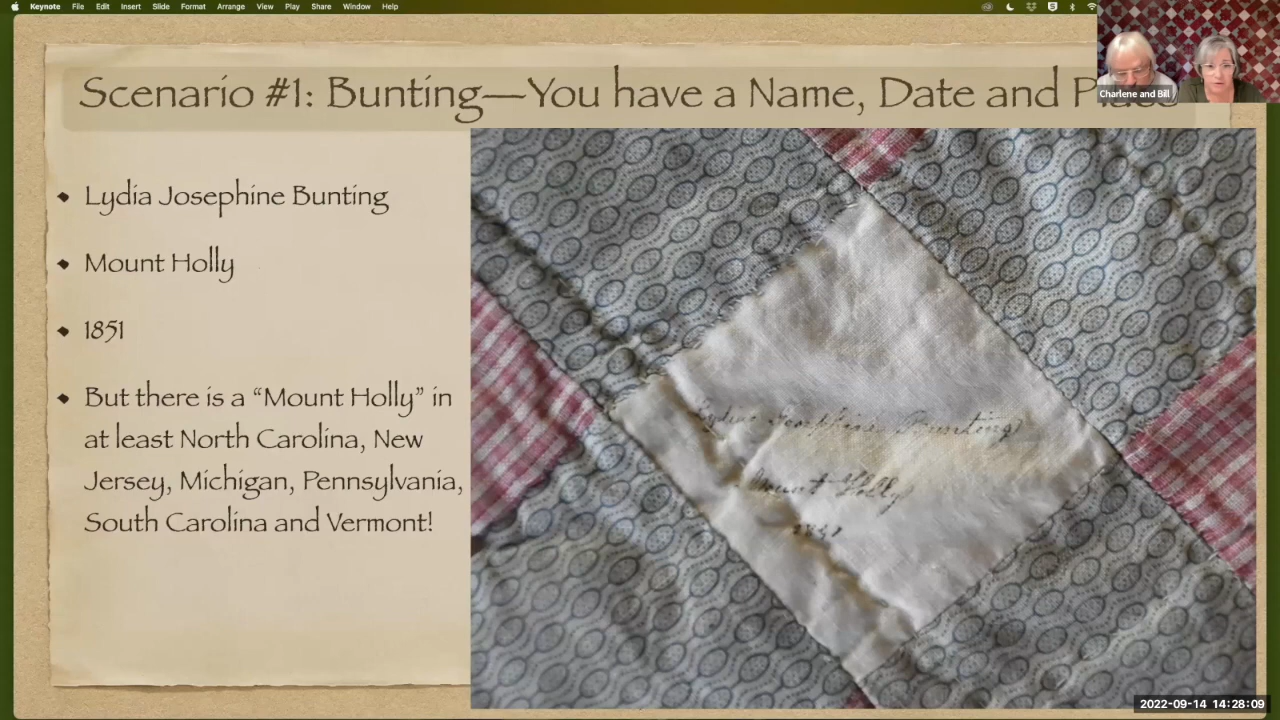 Keynote File Edit Insert Slide Format Arrange View Play Share Window Help
Scenario #1: Bunting—You have a Name, Date and Place
Charlene and Bill
Lydia Josephine Bunting
Mount Holly
1851
But there is a “Mount Holly” in
at least North Carolina, New
Jersey, Michigan, Pennsylvania,
South Carolina and Vermont!
Josephine Bunting
Mount Holly
2022-09-14 14:28:09